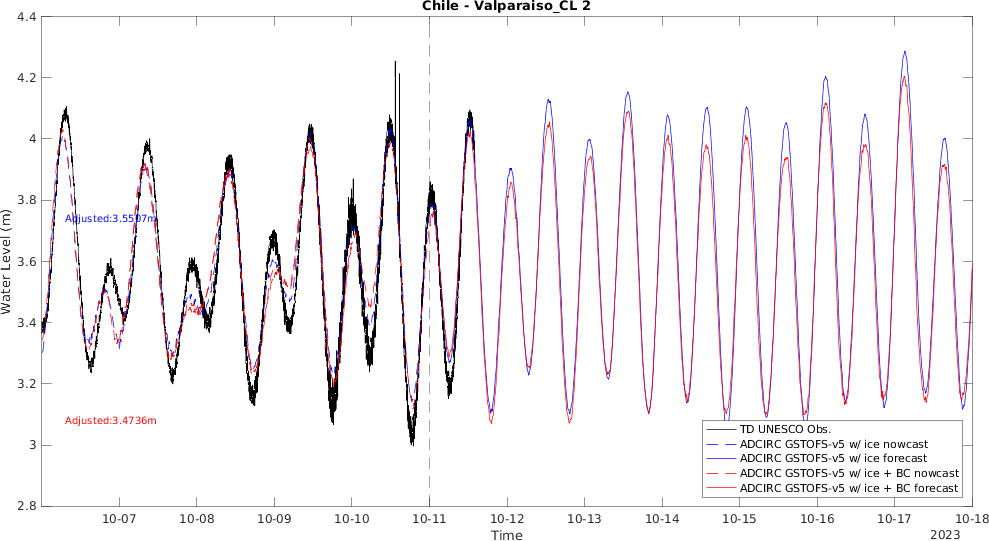 Chile - Valparaiso_CL 2
4.4
4.2
4
3.8
3.6
3.4
3.2
3
2.8
Water Level (m)
Adjusted:3.5507m
Adjusted:3.4736m
TD UNESCO Obs.
ADCIRC GSTOFS-v5 w/ ice nowcast
ADCIRC GSTOFS-v5 w/ ice forecast
ADCIRC GSTOFS-v5 w/ ice + BC nowcast
ADCIRC GSTOFS-v5 w/ ice + BC forecast
10-07 10-08 10-09 10-10 10-11 10-12 10-13 10-14 10-15 10-16 10-17 10-18
Time
2023